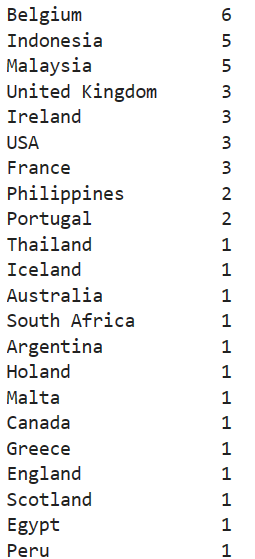 Belgium 6
Indonesia 5
Malaysia 5
United Kingdom 3
Ireland 3
USA 3
France 3
Philippines 2
Portugal 2
Thailand 1
Iceland 1
Australia 1
South Africa 1
Argentina 1
Holand 1
Malta 1
Canada 1
Greece 1
England 1
Scotland 1
Egypt 1
Peru 1